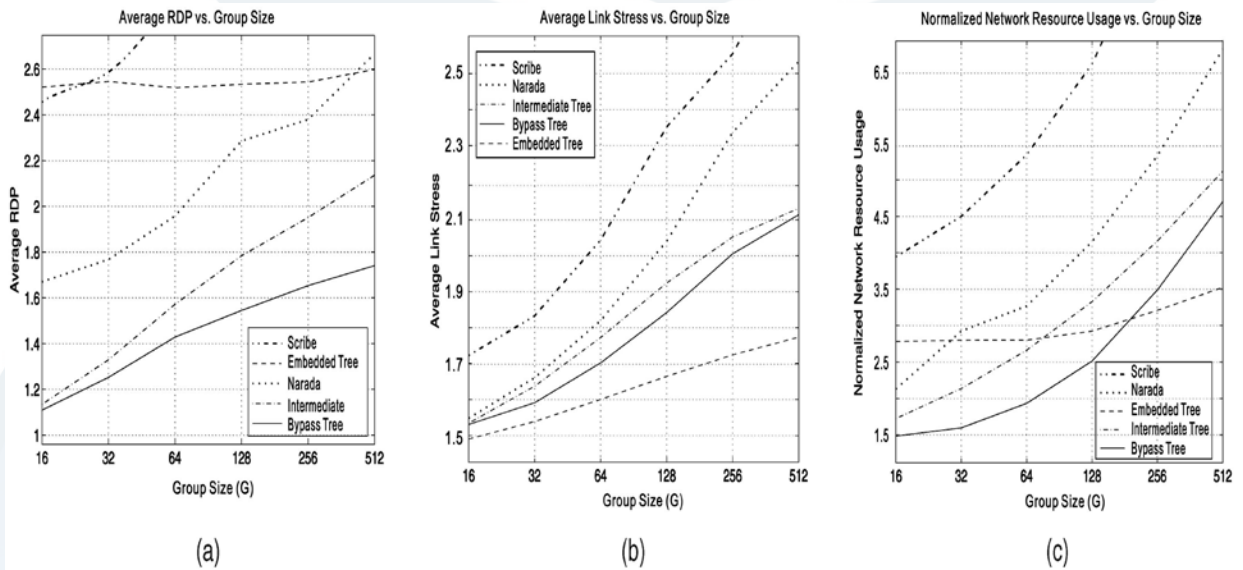 Average RDP vs. Group Size
Average RDP
2.6
2.4
2.2
2
1.8
1.6
1.4
1.2
1
Scribe
Embedded Tree
Narada
Intermediate
Bypass Tree
16 32 64 128 256 512
Group Size (G)
(a)
Average Link Stress vs. Group Size
Average Link Stress
2.5
2.3
2.1
1.9
1.7
1.5
Scribe
Narada
Intermediate Tree
Bypass Tree
Embedded Tree
16 32 64 128 256 512
Group Size (G)
(b)
Normalized Network Resource Usage vs. Group Size
Normalized Network Resource Usage
6.5
5.5
4.5
3.5
2.5
1.5
Scribe
Narada
Embedded Tree
Intermediate Tree
Bypass Tree
16 32 64 128 256 512
Group Size (G)
(c)